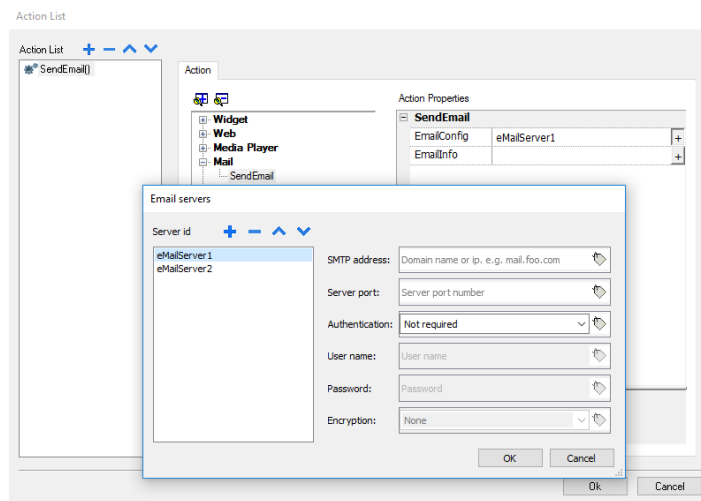 Action List
Action List
SendEmail()
Action
Widget
Web
Media Player
Mail
SendEmail
Action Properties
SendEmail
EmailConfig eMailServer1
EmailInfo
Email servers
Server id
eMailServer1
eMailServer2
SMTP address: Domain name or ip. e.g. mail.foo.com
Server port: Server port number
Authentication: Not required
User name: User name
Password: Password
Encryption: None
OK Cancel
Ok Cancel